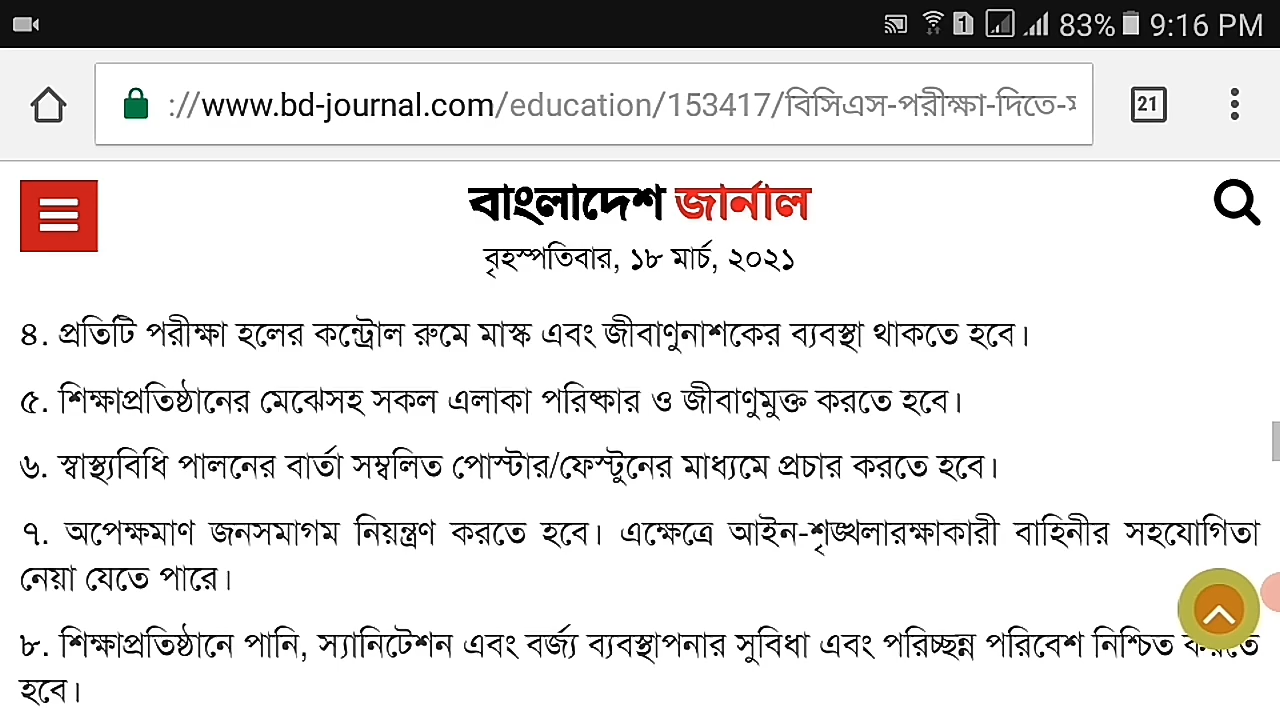 83% 9:16 PM
://www.bd-journal.com/education/153417/বিসিএস-পরীক্ষা-দিতে-
21
বাংলাদেশ জার্নাল
বৃহস্পতিবার, ১৮ মার্চ, ২০২১
৪. প্রতিটি পরীক্ষা হলের কন্ট্রোল রুমে মাস্ক এবং জীবাণুনাশকের ব্যবস্থা থাকতে হবে।
৫. শিক্ষাপ্রতিষ্ঠানের মেঝেসহ সকল এলাকা পরিষ্কার ও জীবাণুমুক্ত করতে হবে।
৬. স্বাস্থ্যবিধি পালনের বার্তা সম্বলিত পোস্টার/ফেস্টুনের মাধ্যমে প্রচার করতে হবে।
৭. অপেক্ষমাণ জনসমাগম নিয়ন্ত্রণ করতে হবে। এক্ষেত্রে আইন-শৃঙ্খলারক্ষাকারী বাহিনীর সহযোগিতা
নেয়া যেতে পারে।
৮. শিক্ষাপ্রতিষ্ঠানে পানি, স্যানিটেশন এবং বর্জ্য ব্যবস্থাপনার সুবিধা এবং পরিচ্ছন্ন পরিবেশ নিশ্চিত করতে
হবে।